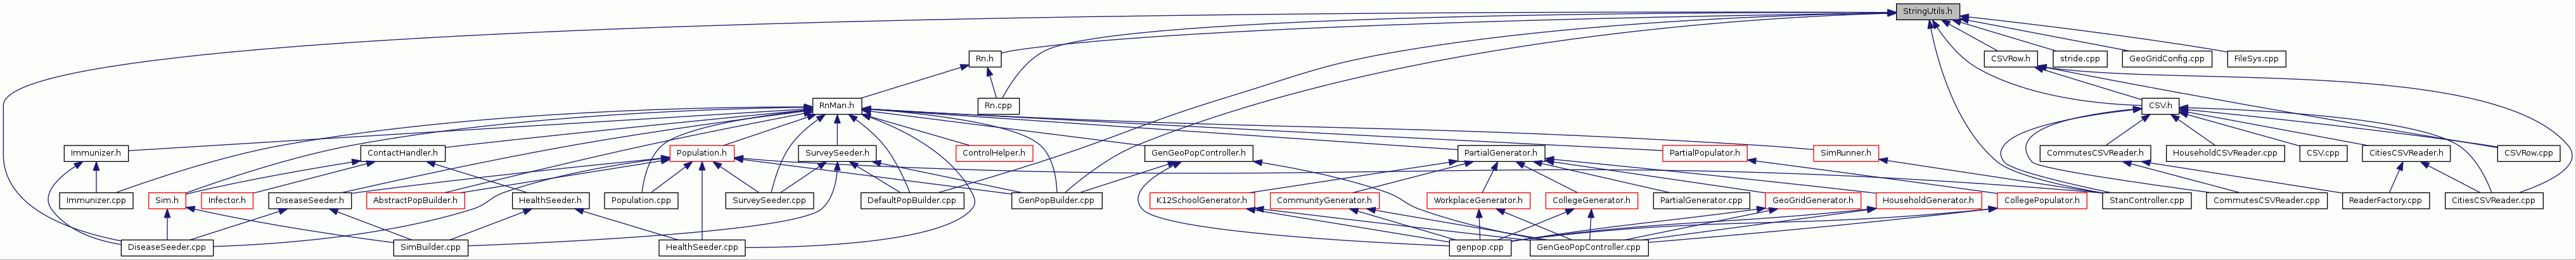 StringUtils.h
Rn.h
CSVRow.h
stride.cpp
GeoGridConfig.cpp
FileSys.cpp
RnMan.h
Rn.cpp
CSV.h
Immunizer.h
ContactHandler.h
Population.h
SurveySeeder.h
ControlHelper.h
GenGeoPopController.h
PartialGenerator.h
PartialPopulator.h
SimRunner.h
CommutesCSVReader.h
HouseholdCSVReader.cpp
CSV.cpp
CitiesCSVReader.h
CSVRow.cpp
Immunizer.cpp
Sim.h
Infector.h
DiseaseSeeder.h
AbstractPopBuilder.h
HealthSeeder.h
Population.cpp
SurveySeeder.cpp
DefaultPopBuilder.cpp
GenPopBuilder.cpp
K12SchoolGenerator.h
CommunityGenerator.h
WorkplaceGenerator.h
CollegeGenerator.h
PartialGenerator.cpp
GeoGridGenerator.h
HouseholdGenerator.h
CollegePopulator.h
StanController.cpp
CommutesCSVReader.cpp
ReaderFactory.cpp
CitiesCSVReader.cpp
DiseaseSeeder.cpp
SimBuilder.cpp
HealthSeeder.cpp
genpop.cpp
GenGeoPopController.cpp